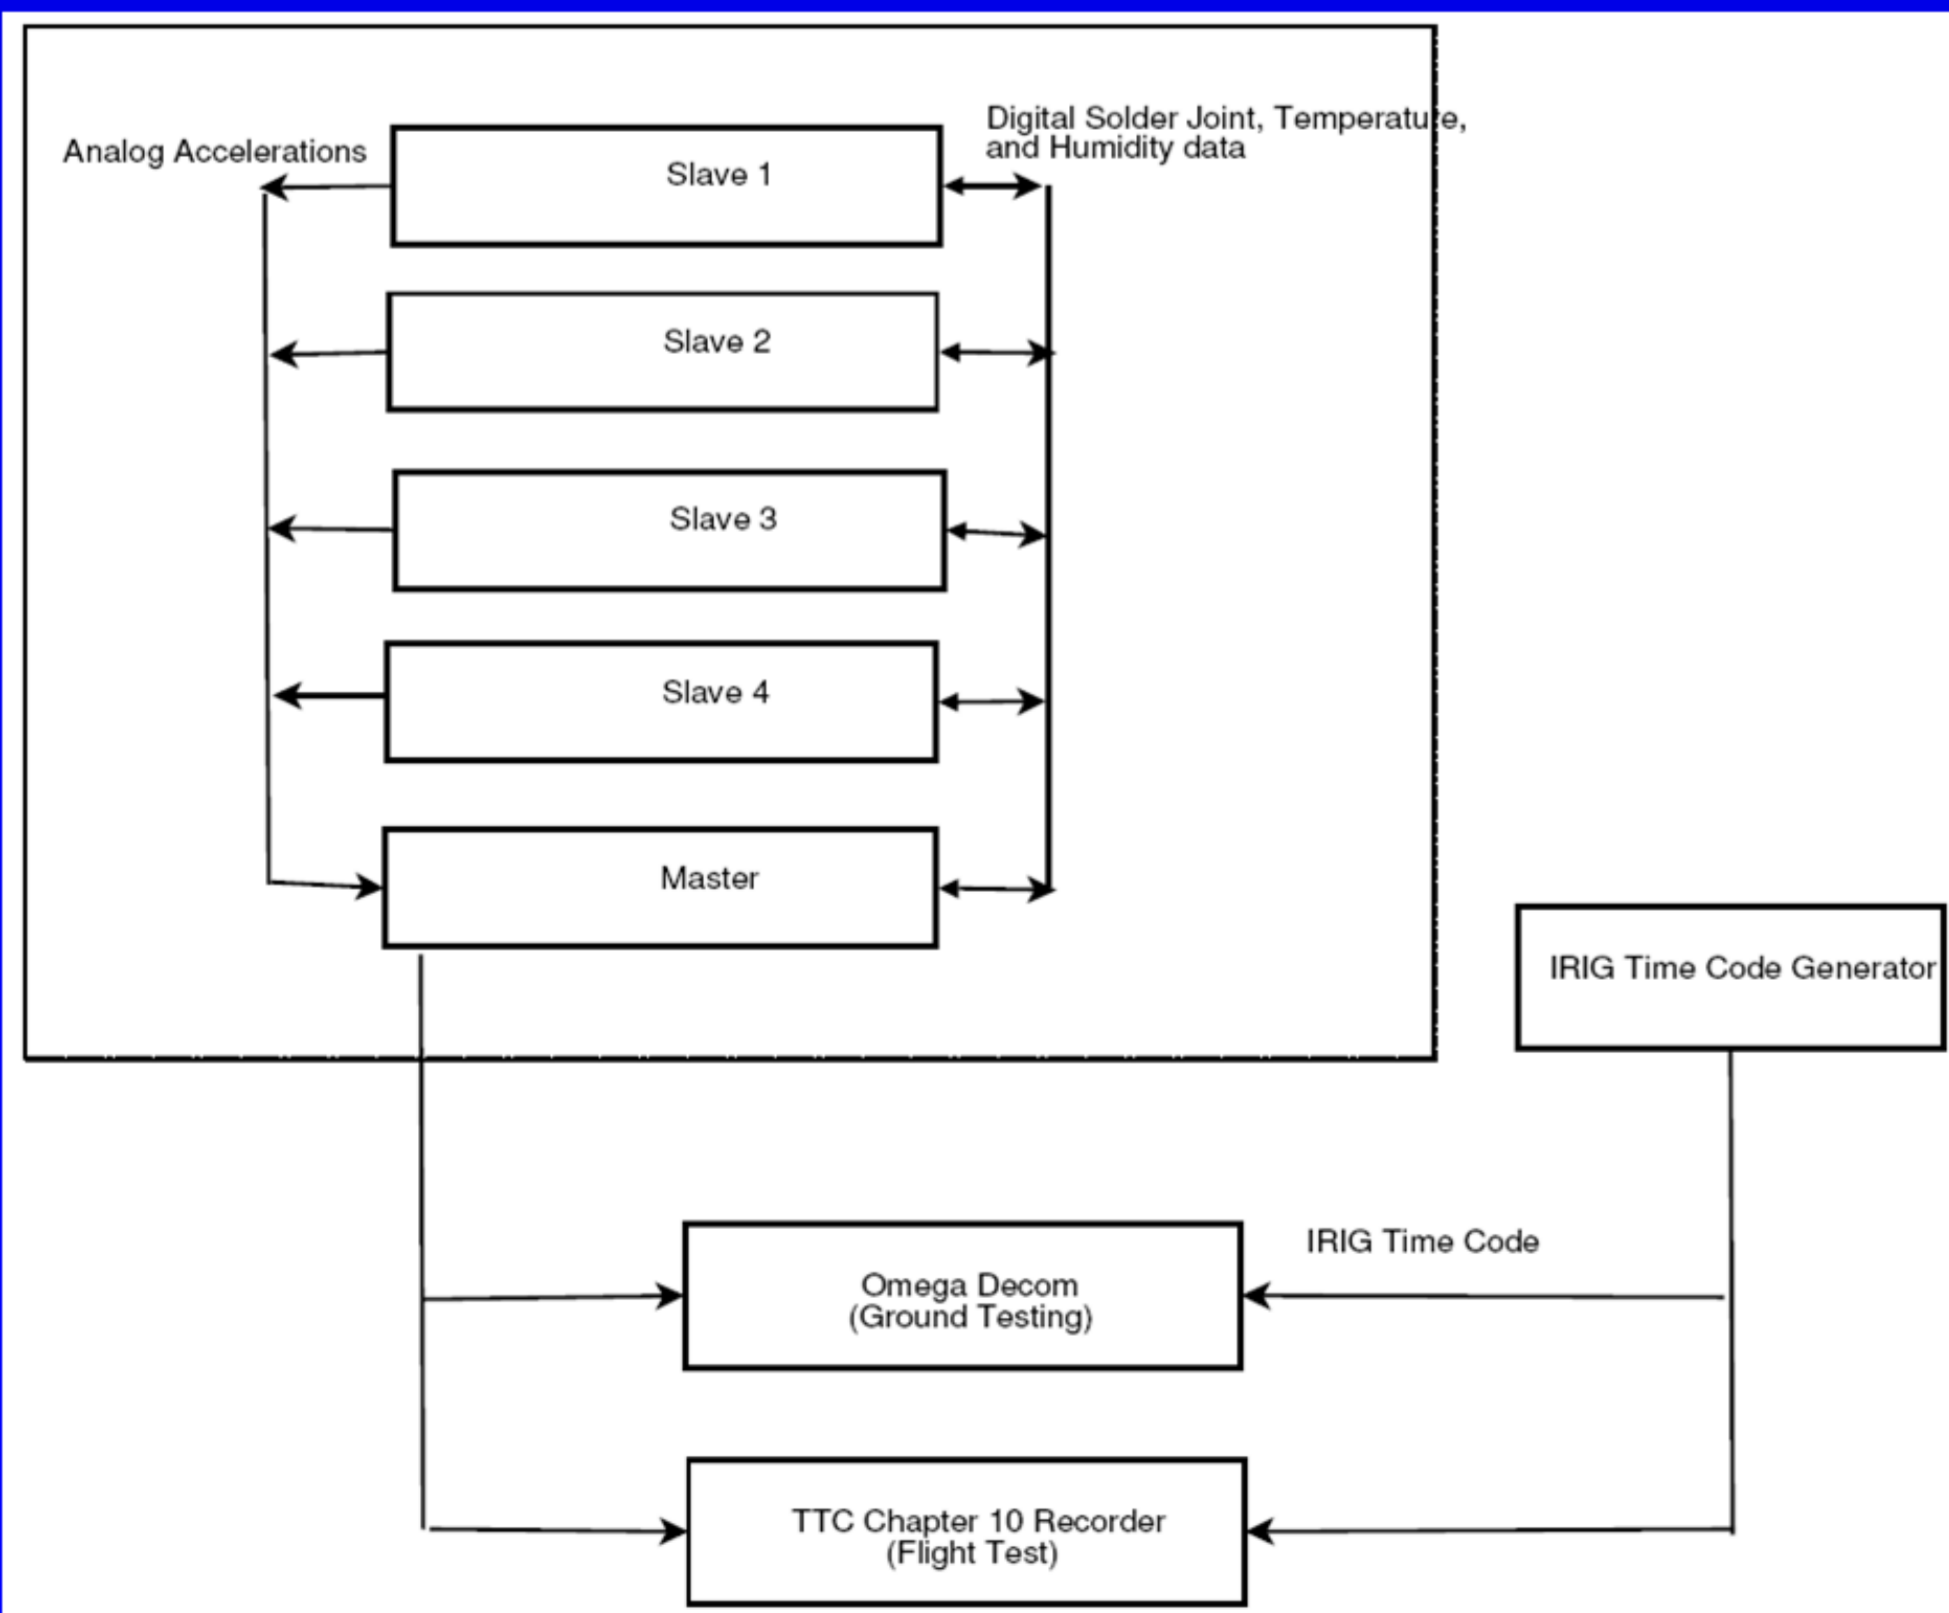 Analog Accelerations
Digital Solder Joint, Temperature,
and Humidity data
Slave 1
Slave 2
Slave 3
Slave 4
Master
IRIG Time Code Generator
IRIG Time Code
Omega Decom
(Ground Testing)
TTC Chapter 10 Recorder
(Flight Test)